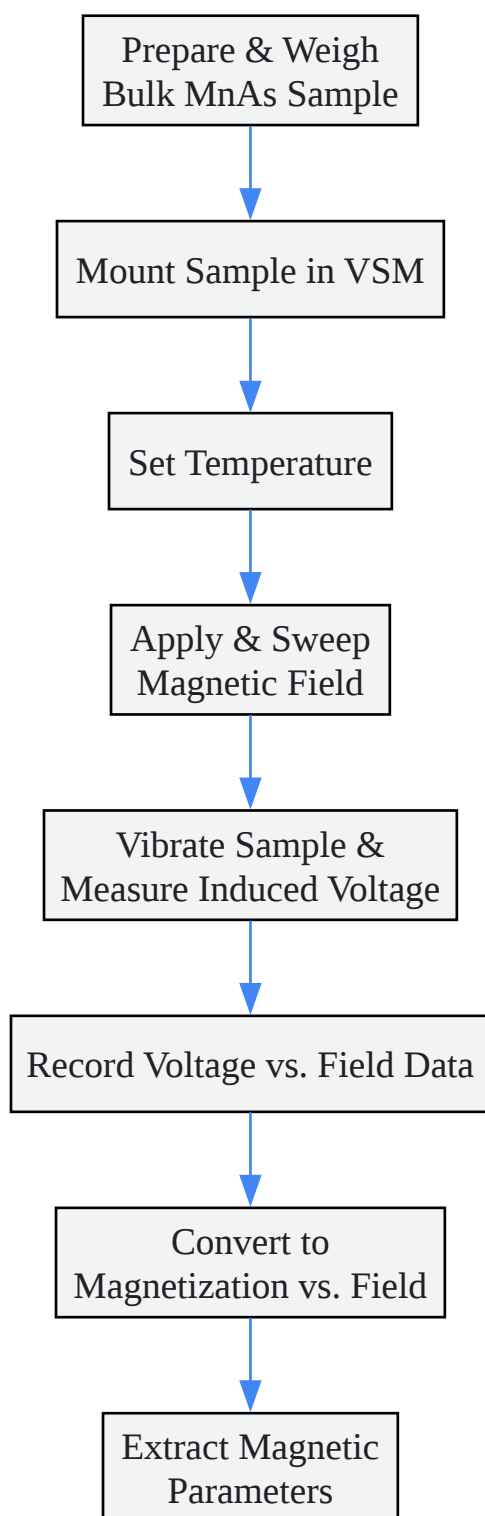 Prepare & Weigh
Bulk MnAs Sample
Mount Sample in VSM
Set Temperature
Apply & Sweep
Magnetic Field
Vibrate Sample &
Measure Induced Voltage
Record Voltage vs. Field Data
Convert to
Magnetization vs. Field
Extract Magnetic
Parameters